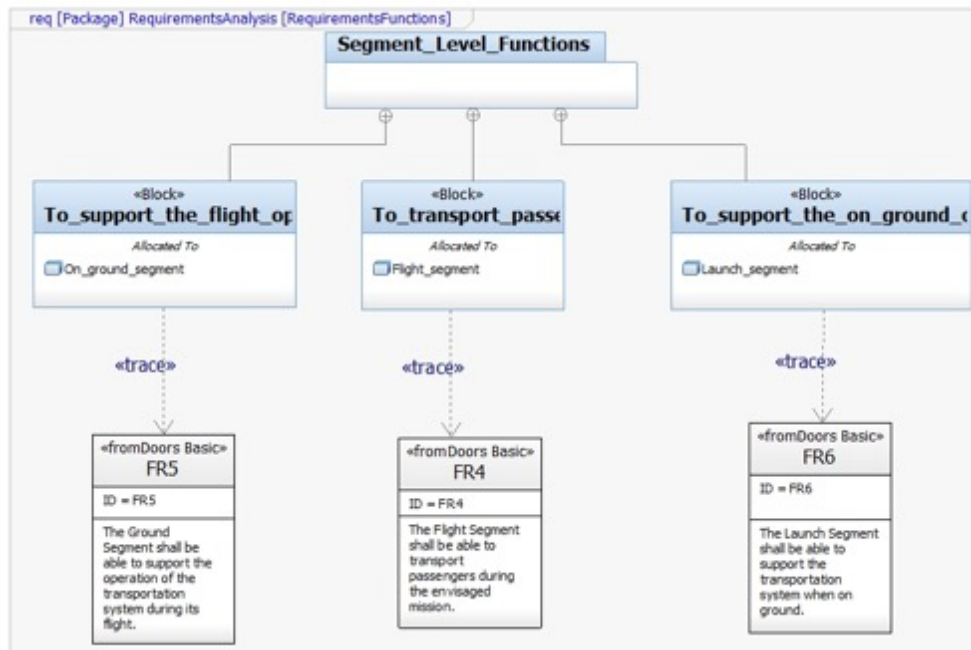 req [Package] RequirementsAnalysis [RequirementsFunctions]
Segment_Level_Functions
«Block»
To_support_the_flight_op
Allocated To
On_ground_segment
«Block»
To_transport_passe
Allocated To
Flight_segment
«Block»
To_support_the_on_ground_o
Allocated To
Launch_segment
«trace»
«trace»
«trace»
«fromDoors Basic»
FR5
ID = FR5
The Ground
Segment shall be
able to support the
operation of the
transportation
system during its
flight.
«fromDoors Basic»
FR4
ID = FR4
The Flight Segment
shall be able to
transport
passengers during
the envisaged
mission.
«fromDoors Basic»
FR6
ID = FR6
The Launch Segment
shall be able to
support the
transportation
system when on
ground.